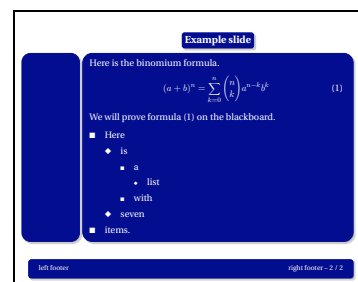 Example slide
Here is the binomium formula.
(a + b)^n = \sum_{k=0}^{n} \binom{n}{k} a^{n-k} b^k (1)
We will prove formula (1) on the blackboard.
■ Here
◆ is
■ a
◆ list
■ with
◆ seven
■ items.
left footer right footer – 2 / 2